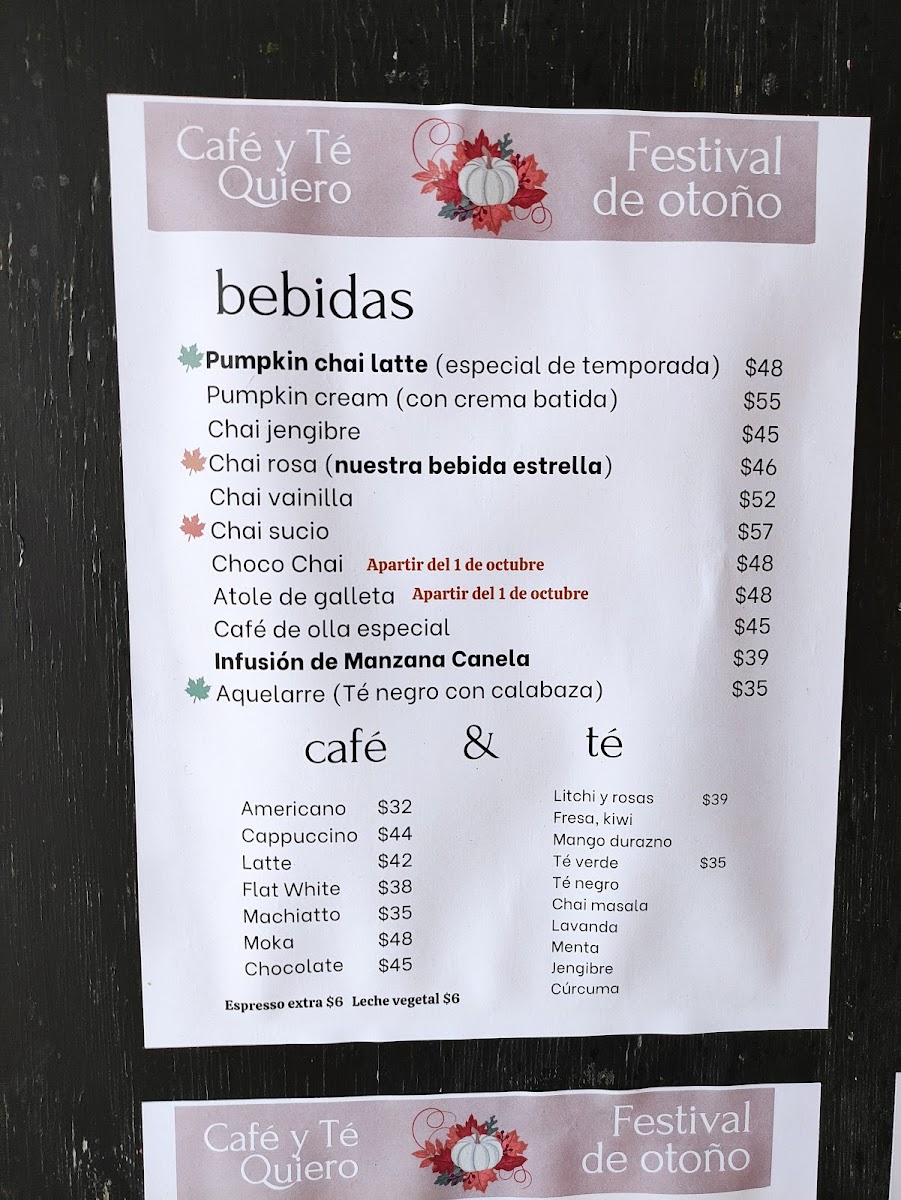 Café y Té
Quiero
Festival
de otoño
bebidas
Pumpkin chai latte (especial de temporada) $48
Pumpkin cream (con crema batida) $55
Chai jengibre $45
Chai rosa (nuestra bebida estrella) $46
Chai vainilla $52
Chai sucio $57
Choco Chai Apartir del 1 de octubre $48
Atole de galleta Apartir del 1 de octubre $48
Café de olla especial $45
Infusión de Manzana Canela $39
Aquelarre (Té negro con calabaza) $35
café & té
Americano $32
Cappuccino $44
Latte $42
Flat White $38
Machiatto $35
Moka $48
Chocolate $45
Espresso extra $6 Leche vegetal $6
Litchi y rosas $39
Fresa, kiwi
Mango durazno
Té verde $35
Té negro
Chai masala
Lavanda
Menta
Jengibre
Cúrcuma
Café y Té
Quiero
Festival
de otoño